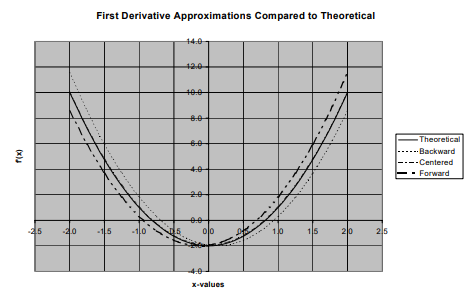 First Derivative Approximations Compared to Theoretical
14.0
12.0
10.0
8.0
6.0
4.0
2.0
0.0
-2.0
-4.0
-2.5 -2.0 -1.5 -1.0 -0.5 0.0 0.5 1.0 1.5 2.0 2.5
f'(x)
x-values
Theoretical
Backward
Centered
Forward